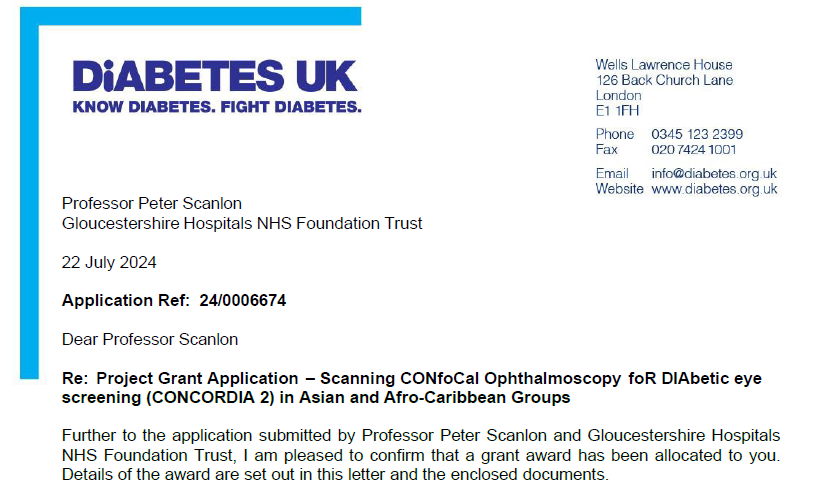 DiABETES UK
KNOW DIABETES. FIGHT DIABETES.
Wells Lawrence House
126 Back Church Lane
London
E1 1FH
Phone 0345 123 2399
Fax 020 7424 1001
Email info@diabetes.org.uk
Website www.diabetes.org.uk
Professor Peter Scanlon
Gloucestershire Hospitals NHS Foundation Trust
22 July 2024
Application Ref: 24/0006674
Dear Professor Scanlon
Re: Project Grant Application – Scanning CONfoCal Ophthalmoscopy foR DIAbetic eye
screening (CONCORDIA 2) in Asian and Afro-Caribbean Groups
Further to the application submitted by Professor Peter Scanlon and Gloucestershire Hospitals
NHS Foundation Trust, I am pleased to confirm that a grant award has been allocated to you.
Details of the award are set out in this letter and the enclosed documents.